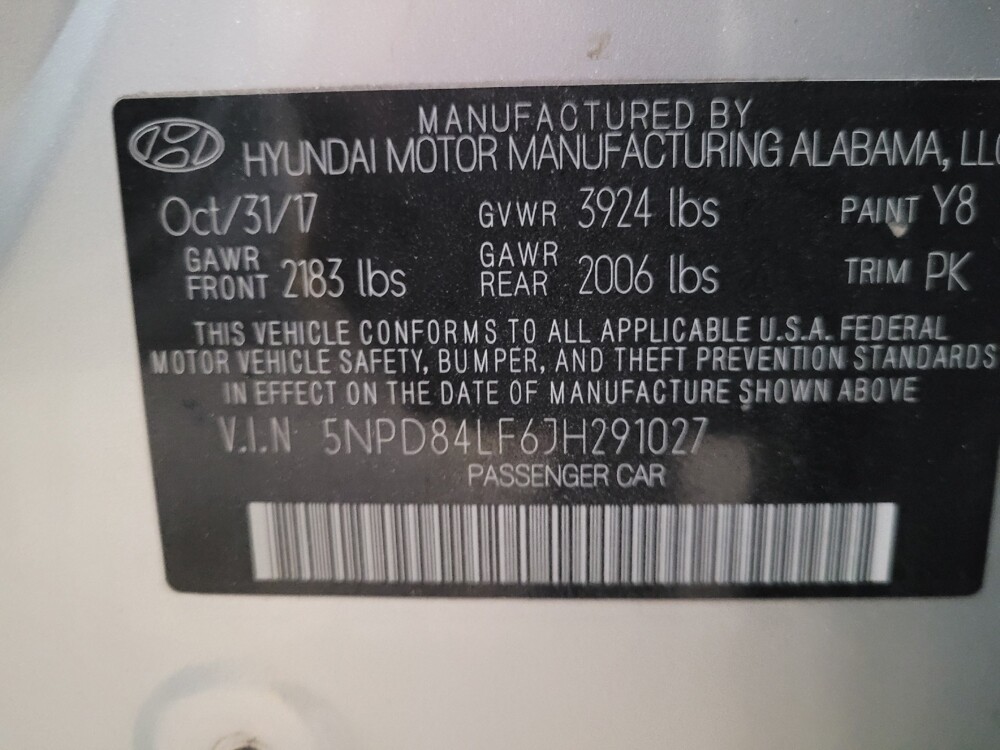 MANUFACTURED BY
HYUNDAI MOTOR MANUFACTURING ALABAMA, LLC
Oct/31/17 GVWR 3924 lbs PAINT Y8
GAWR FRONT 2183 lbs GAWR REAR 2006 lbs TRIM PK
THIS VEHICLE CONFORMS TO ALL APPLICABLE U.S.A. FEDERAL
MOTOR VEHICLE SAFETY, BUMPER, AND THEFT PREVENTION STANDARDS
IN EFFECT ON THE DATE OF MANUFACTURE SHOWN ABOVE
V.I.N 5NPD84LF6JH291027
PASSENGER CAR